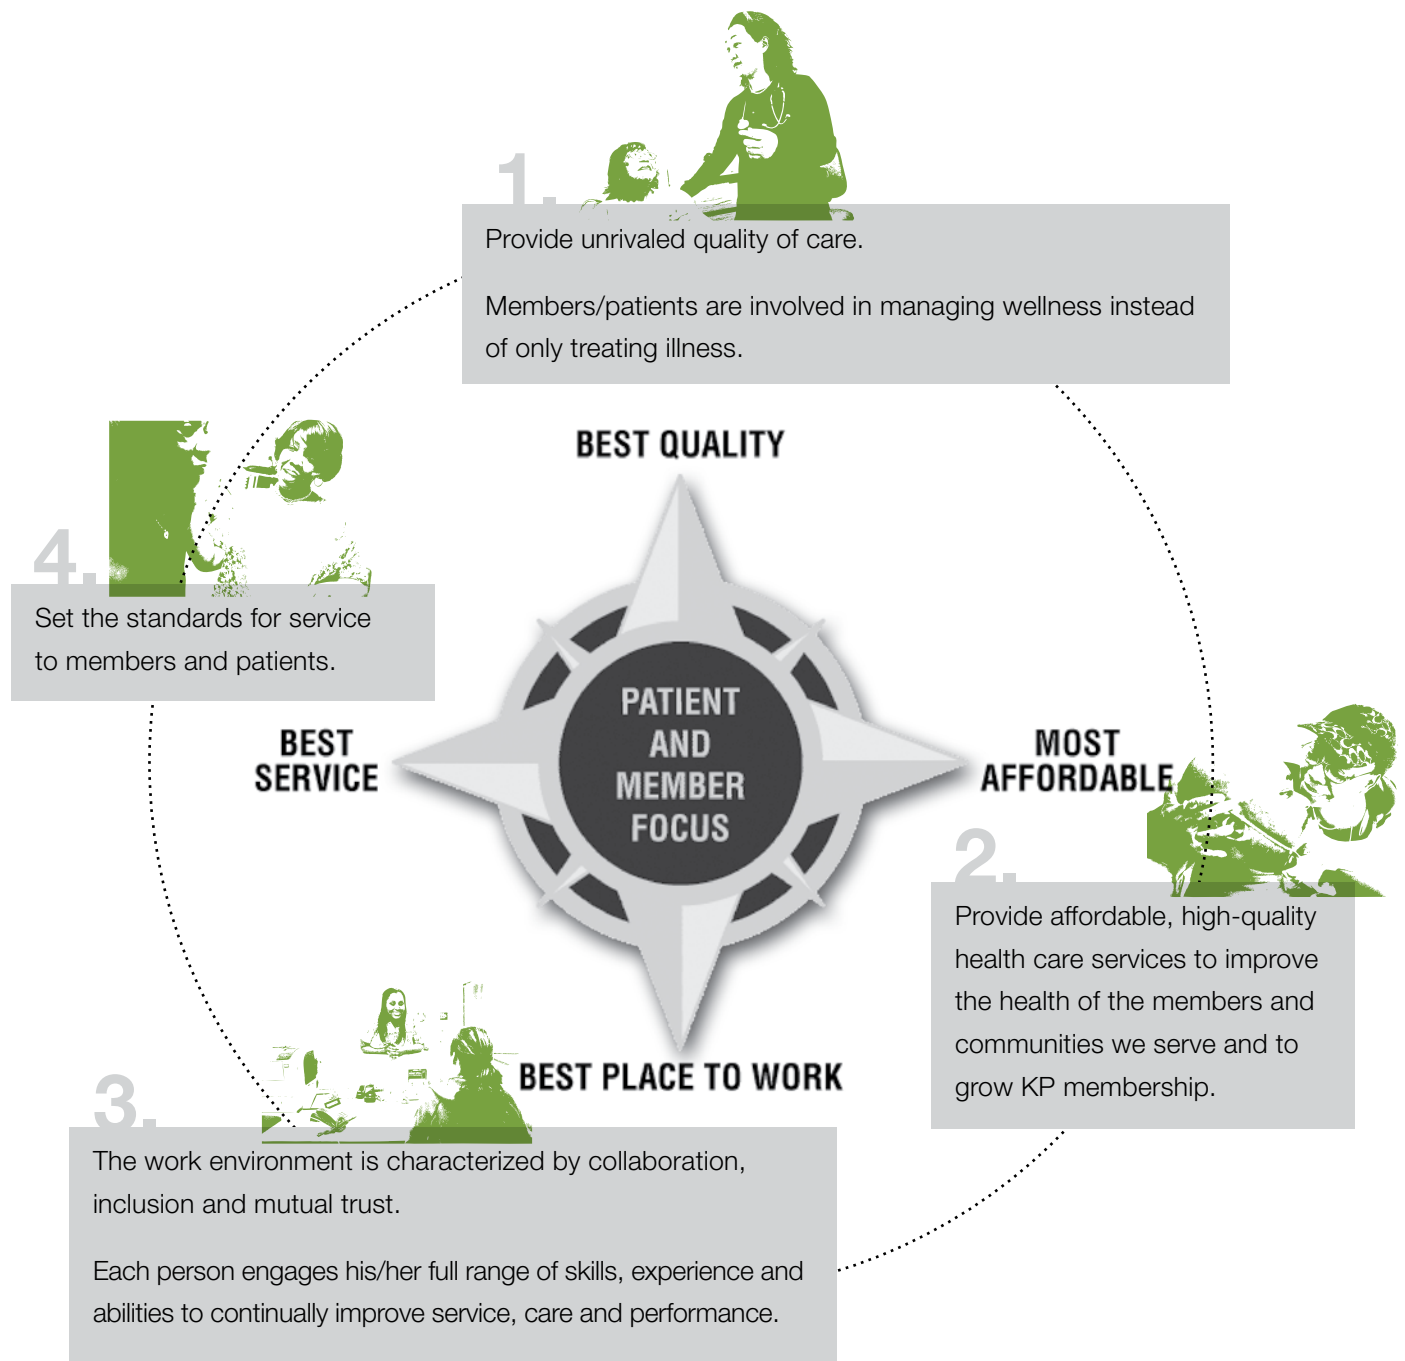 1.
Provide unrivaled quality of care.
Members/patients are involved in managing wellness instead
of only treating illness.
BEST QUALITY
4.
Set the standards for service
to members and patients.
BEST
SERVICE
PATIENT
AND
MEMBER
FOCUS
MOST
AFFORDABLE
2.
Provide affordable, high-quality
health care services to improve
the health of the members and
communities we serve and to
grow KP membership.
BEST PLACE TO WORK
3.
The work environment is characterized by collaboration,
inclusion and mutual trust.
Each person engages his/her full range of skills, experience and
abilities to continually improve service, care and performance.